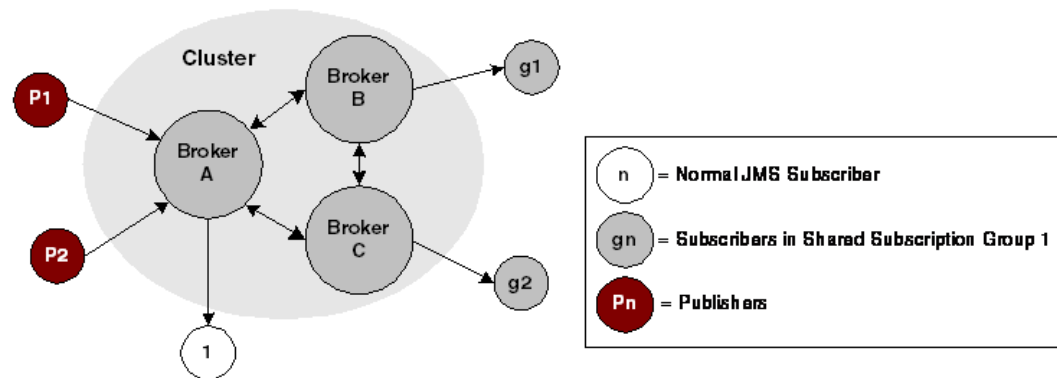 Cluster
P1
Broker
A
Broker
B
g1
P2
Broker
C
g2
1
n = Normal JMS Subscriber
gn = Subscribers in Shared Subscription Group 1
Pn = Publishers